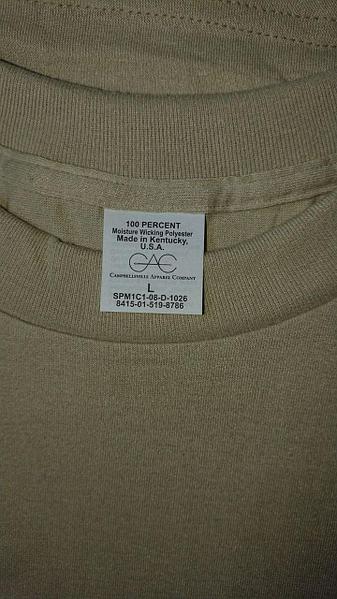 100 PERCENT
Moisture Wicking Polyester
Made in Kentucky,
U.S.A.
CAC
CAMPBELLSVILLE APPAREL COMPANY
L
SPM1C1-08-D-1026
8415-01-519-8786